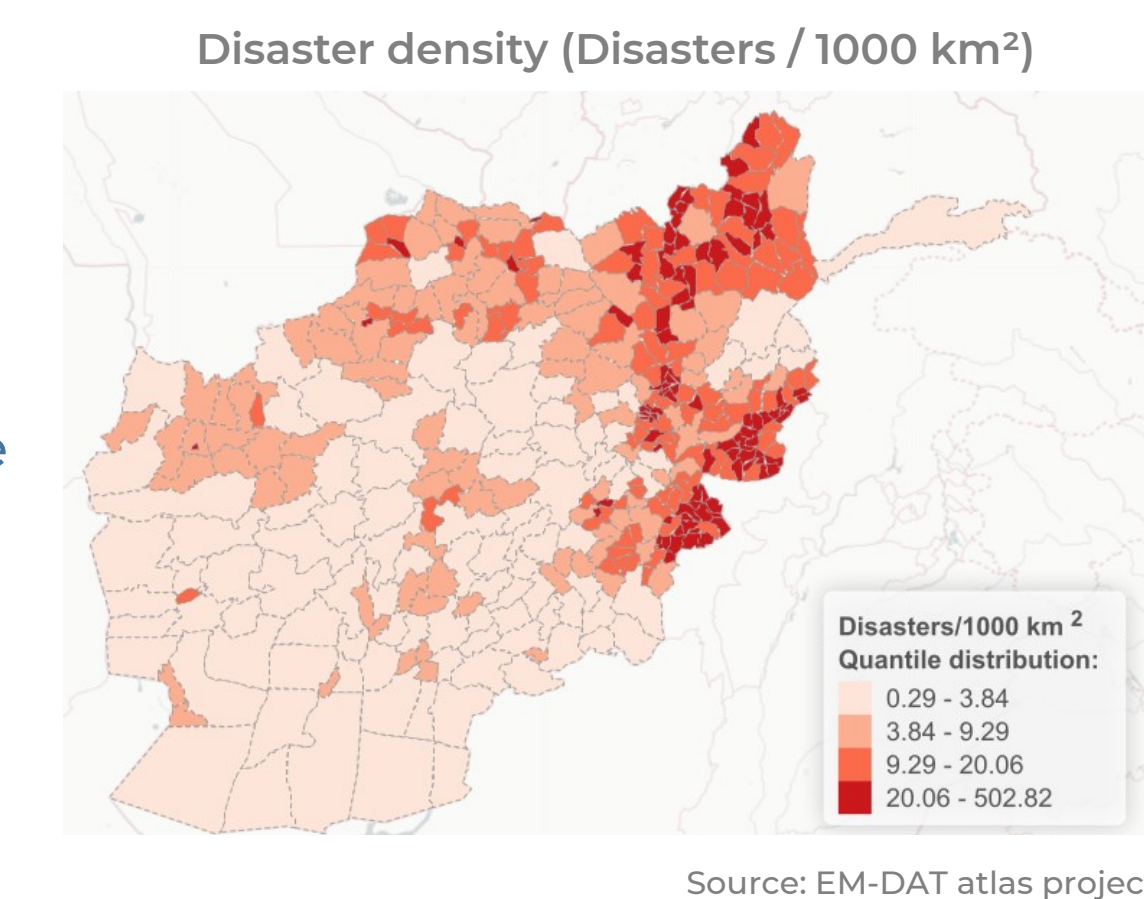 Disaster density (Disasters / 1000 km²)
e
Disasters/1000 km ²
Quantile distribution:
0.29 - 3.84
3.84 - 9.29
9.29 - 20.06
20.06 - 502.82
Source: EM-DAT atlas projec